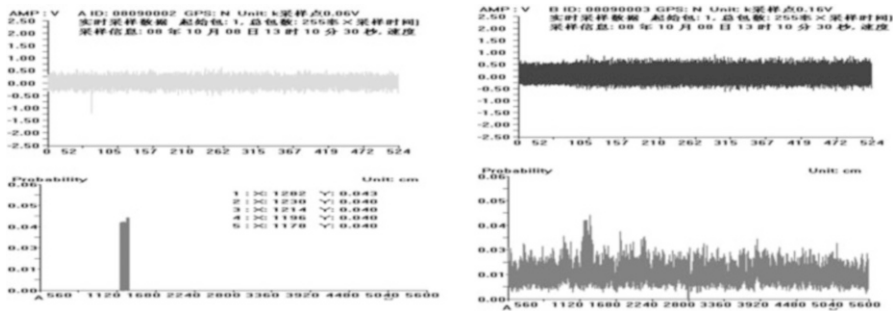 AMP : V A ID: 08090002 GPS: N Unit: k采样点0.06V
实时采样数据 起始包: 1, 总包数: 255率×采样时间]
采样信息: 08 年 10 月 08 日 13 时 10 分 30 秒, 速度
2.50
2.00
1.50
1.00
0.50
0.00
-0.50
-1.00
-1.50
-2.00
-2.50
0 52 105 157 210 262 315 367 419 472 524
AMP : V B ID: 08090003 GPS: N Unit: k采样点0.16V
实时采样数据 起始包: 1, 总包数: 255率×采样时间]
采样信息: 08 年 10 月 08 日 13 时 10 分 30 秒, 速度
2.50
2.00
1.50
1.00
0.50
0.00
-0.50
-1.00
-1.50
-2.00
-2.50
0 52 105 157 210 262 315 367 419 472 524
Probability Unit: cm
0.06
0.05
0.04
0.03
0.01
0.00
1 : X: 1282 Y: 0.043
2 : X: 1230 Y: 0.040
3 : X: 1214 Y: 0.040
4 : X: 1196 Y: 0.040
5 : X: 1178 Y: 0.040
A 560 1120 1680 2240 2800 3360 3920 4480 5040 5600
Probability Unit: cm
0.06
0.05
0.04
0.03
0.01
0.00
A 560 1120 1680 2240 2800 3360 3920 4480 5040 5600